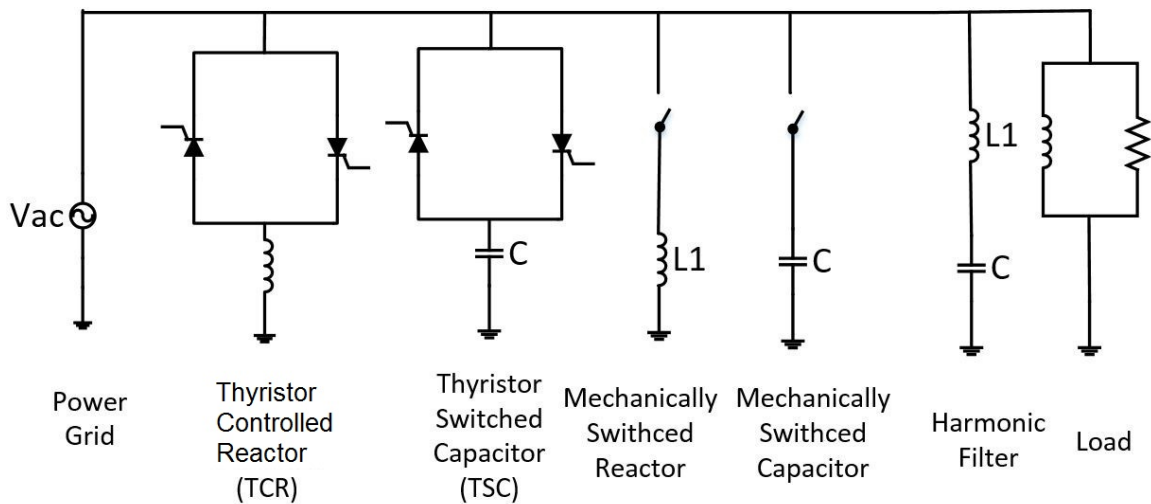 Vac
C
L1
C
L1
C
Power
Grid
Thyristor
Controlled
Reactor
(TCR)
Thyristor
Switched
Capacitor
(TSC)
Mechanically
Swithced
Reactor
Mechanically
Swithced
Capacitor
Harmonic
Filter
Load